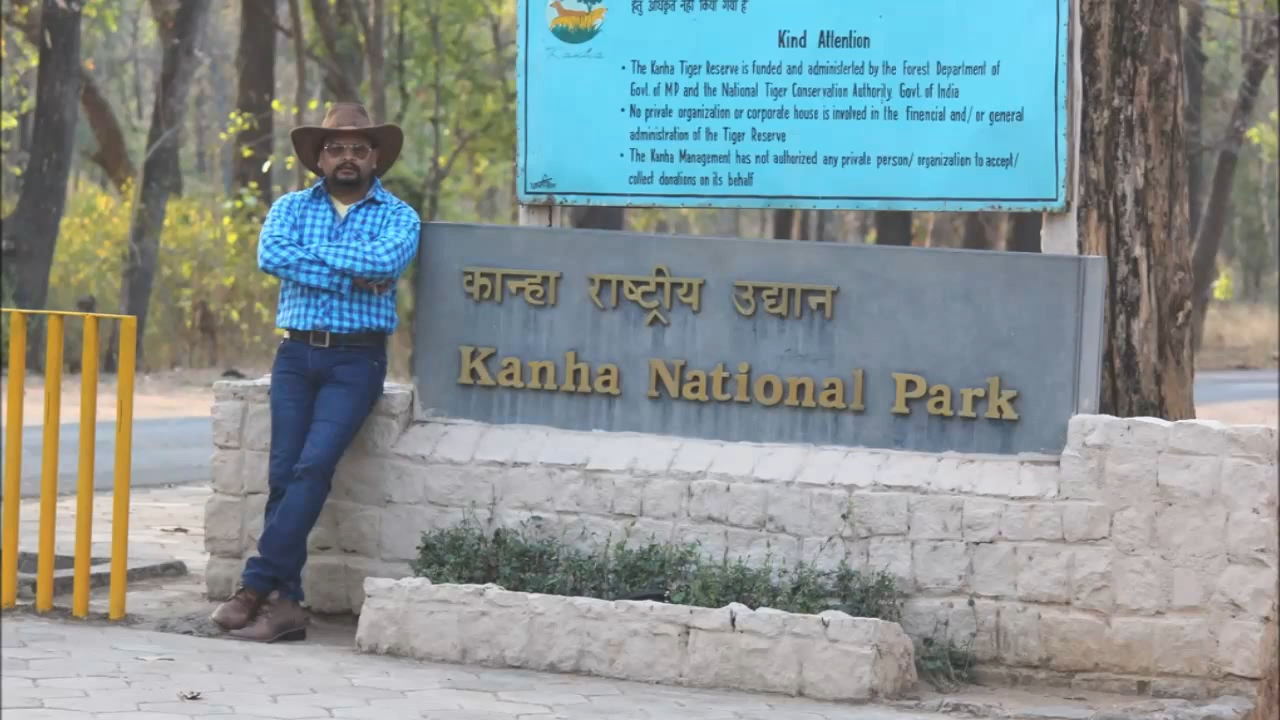 हेतु अधिकृत नहीं किया गया है
Kanha
Kind Attention
• The Kanha Tiger Reserve is funded and administerled by the Forest Department of
Govt. of MP and the National Tiger Conservation Authority Govt. of India
• No private organization or corporate house is involved in the financial and/ or general
administration of the Tiger Reserve
• The Kanha Management has not authorized any private person/ organization to accept/
collect donations on its behalf
कान्हा राष्ट्रीय उद्यान
Kanha National Park